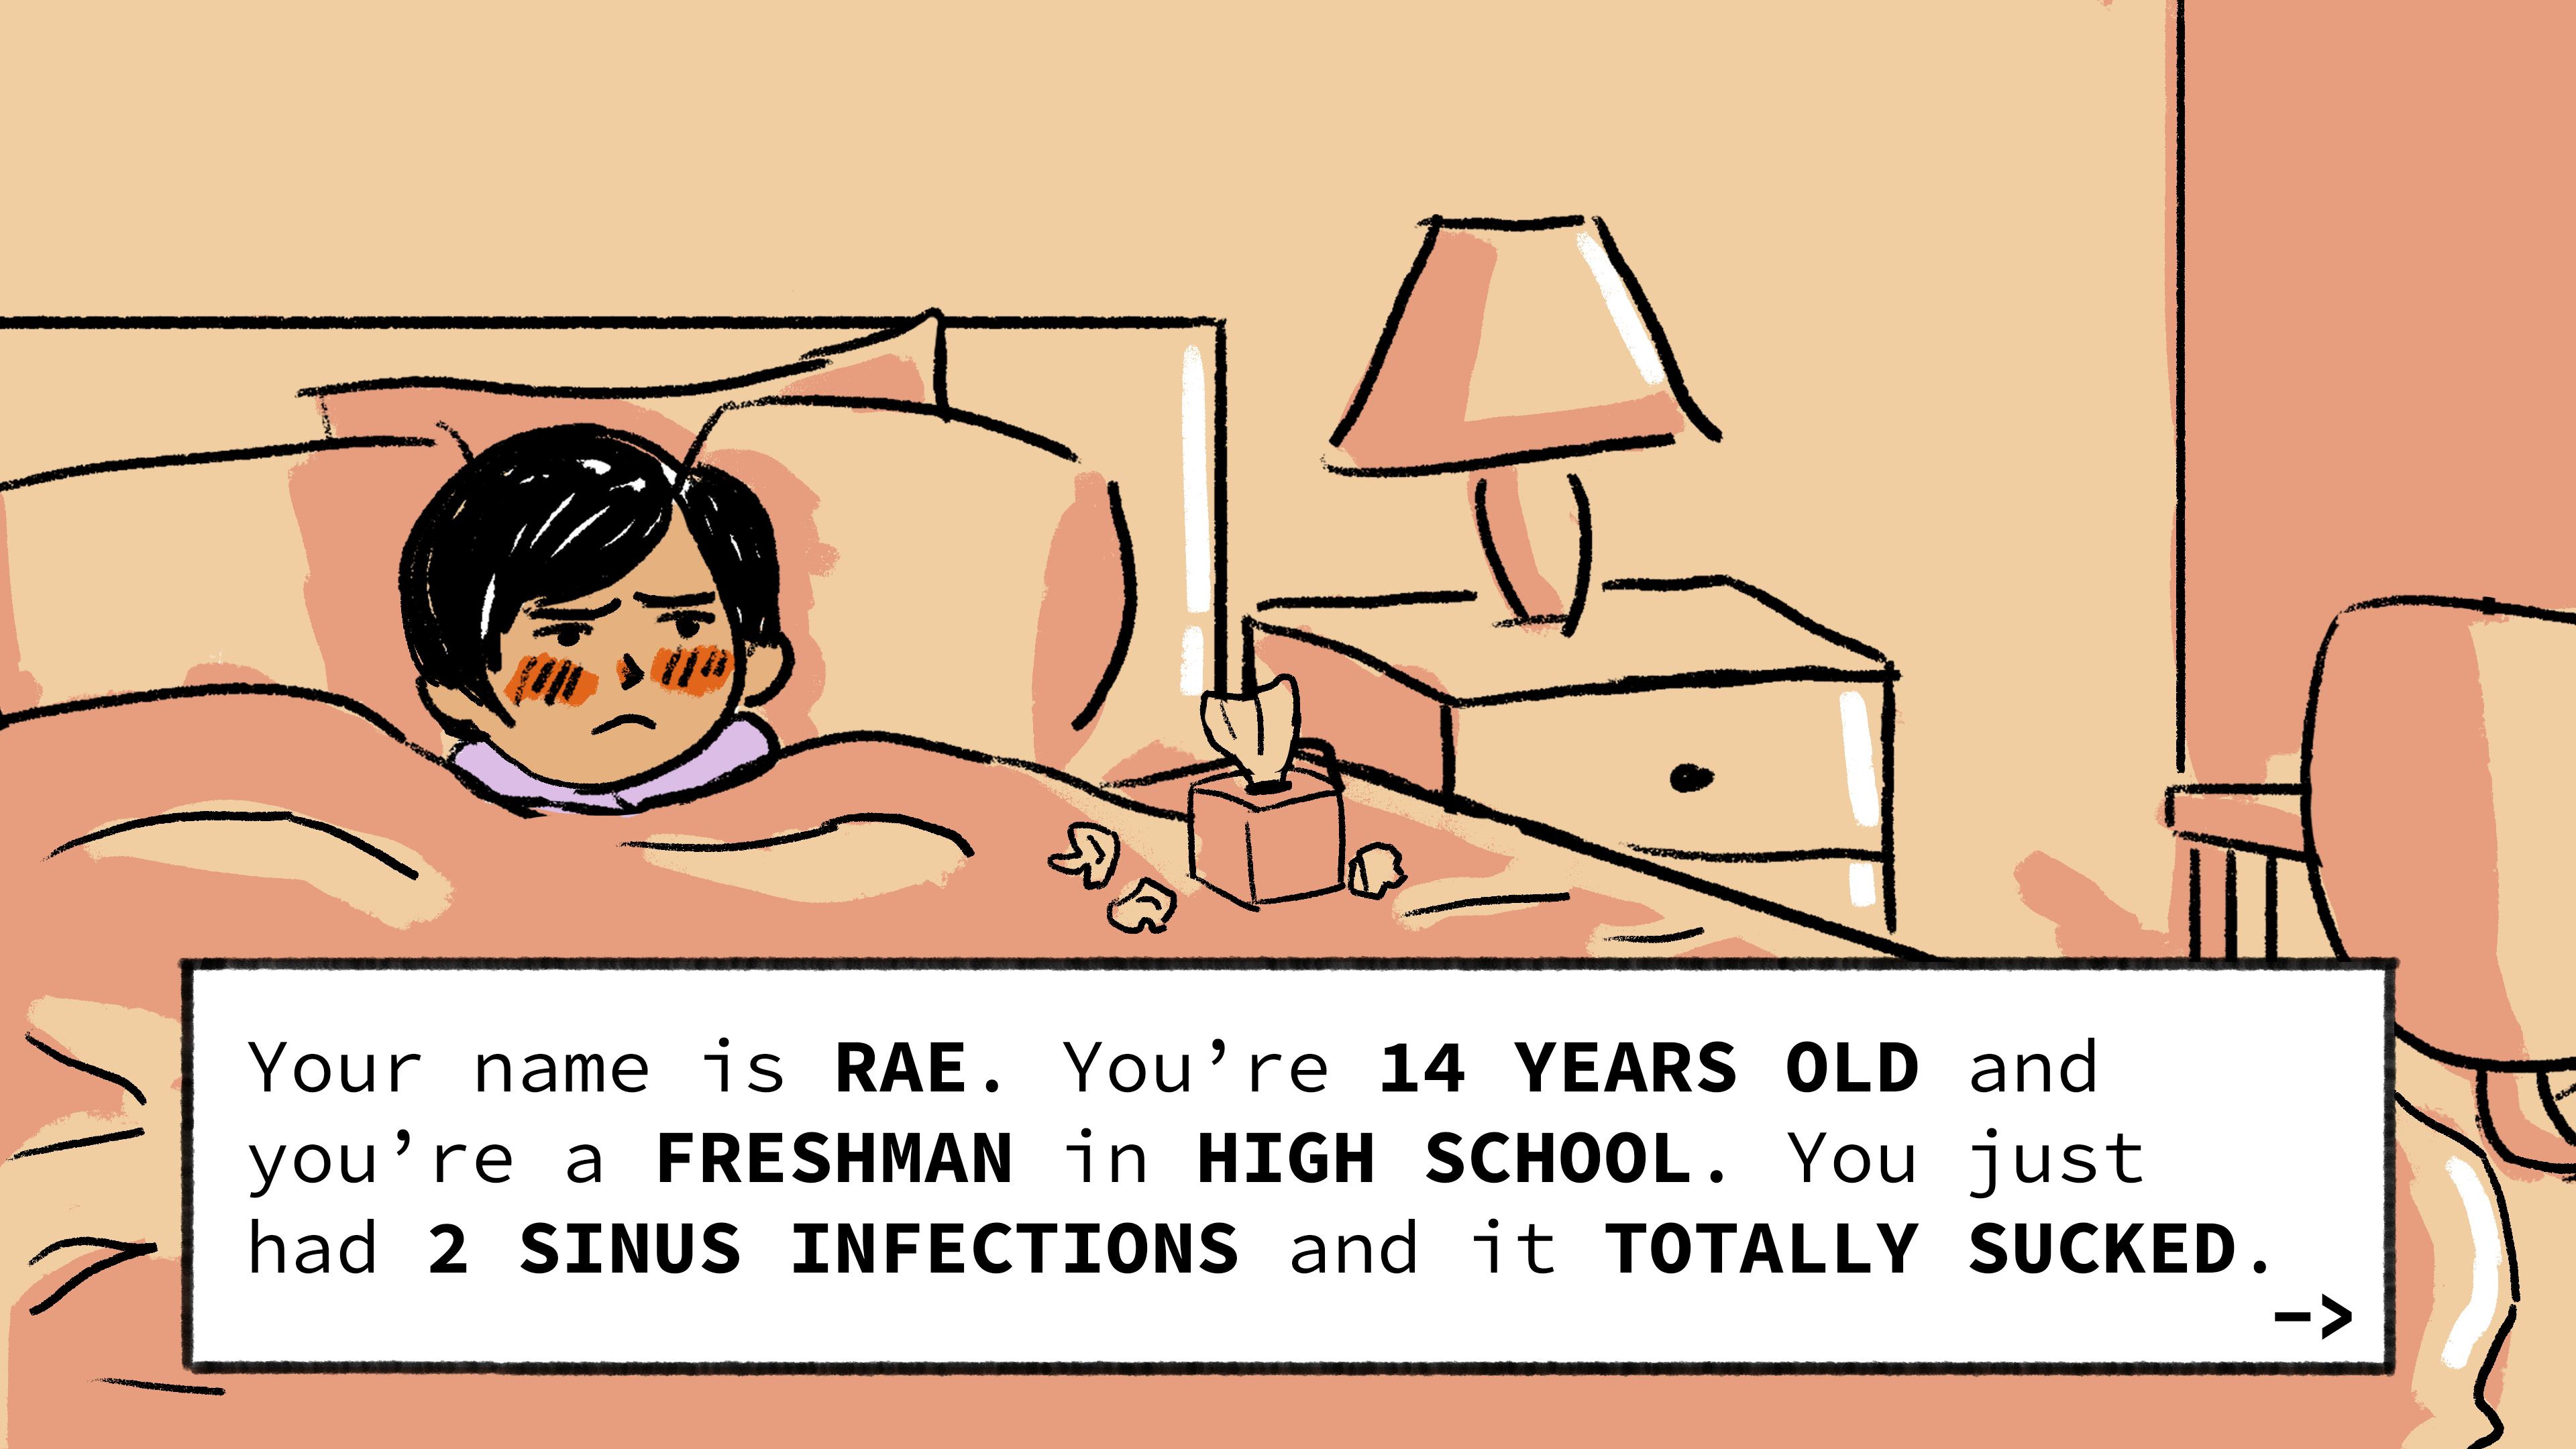 Your name is RAE. You’re 14 YEARS OLD and
you’re a FRESHMAN in HIGH SCHOOL. You just
had 2 SINUS INFECTIONS and it TOTALLY SUCKED.
->